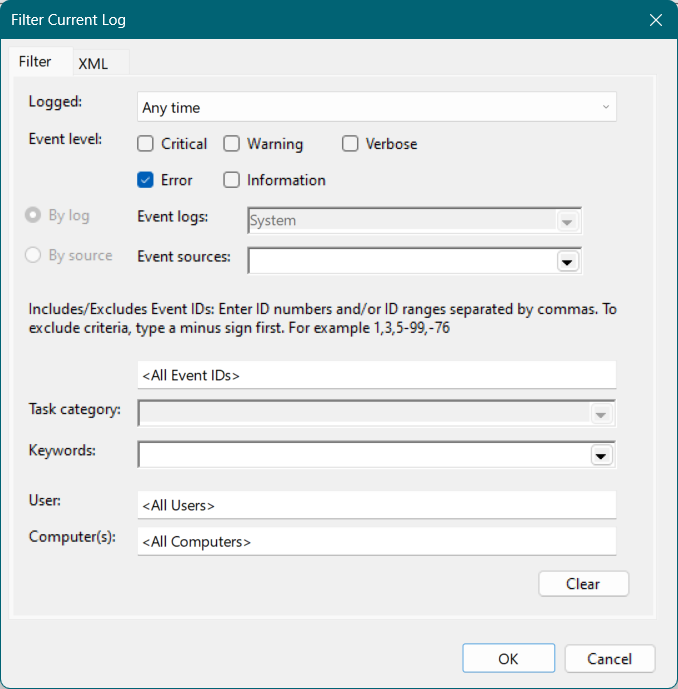 Filter Current Log
Filter
XML
Logged:
Any time
Event level:
Critical
Warning
Verbose
Error
Information
By log
Event logs:
System
By source
Event sources:
Includes/Excludes Event IDs: Enter ID numbers and/or ID ranges separated by commas. To
exclude criteria, type a minus sign first. For example 1,3,5-99,-76
<All Event IDs>
Task category:
Keywords:
User:
<All Users>
Computer(s):
<All Computers>
Clear
OK
Cancel